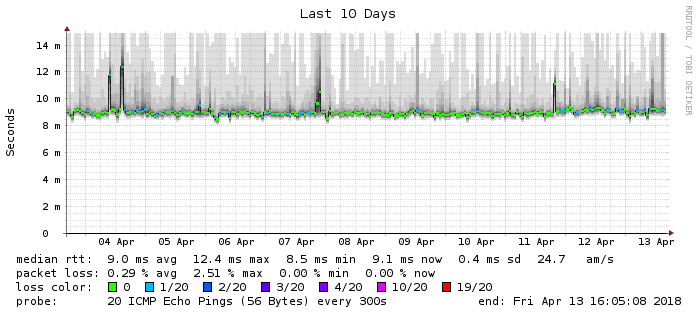 Last 10 Days
RRDTOOL / TOBI OETIKER
Seconds
14 m
12 m
10 m
8 m
6 m
4 m
2 m
0
04 Apr 05 Apr 06 Apr 07 Apr 08 Apr 09 Apr 10 Apr 11 Apr 12 Apr 13 Apr
median rtt: 9.0 ms avg 12.4 ms max 8.5 ms min 9.1 ms now 0.4 ms sd 24.7 am/s
packet loss: 0.29 % avg 2.51 % max 0.00 % min 0.00 % now
loss color: 0 1/20 2/20 3/20 4/20 10/20 19/20
probe: 20 ICMP Echo Pings (56 Bytes) every 300s end: Fri Apr 13 16:05:08 2018